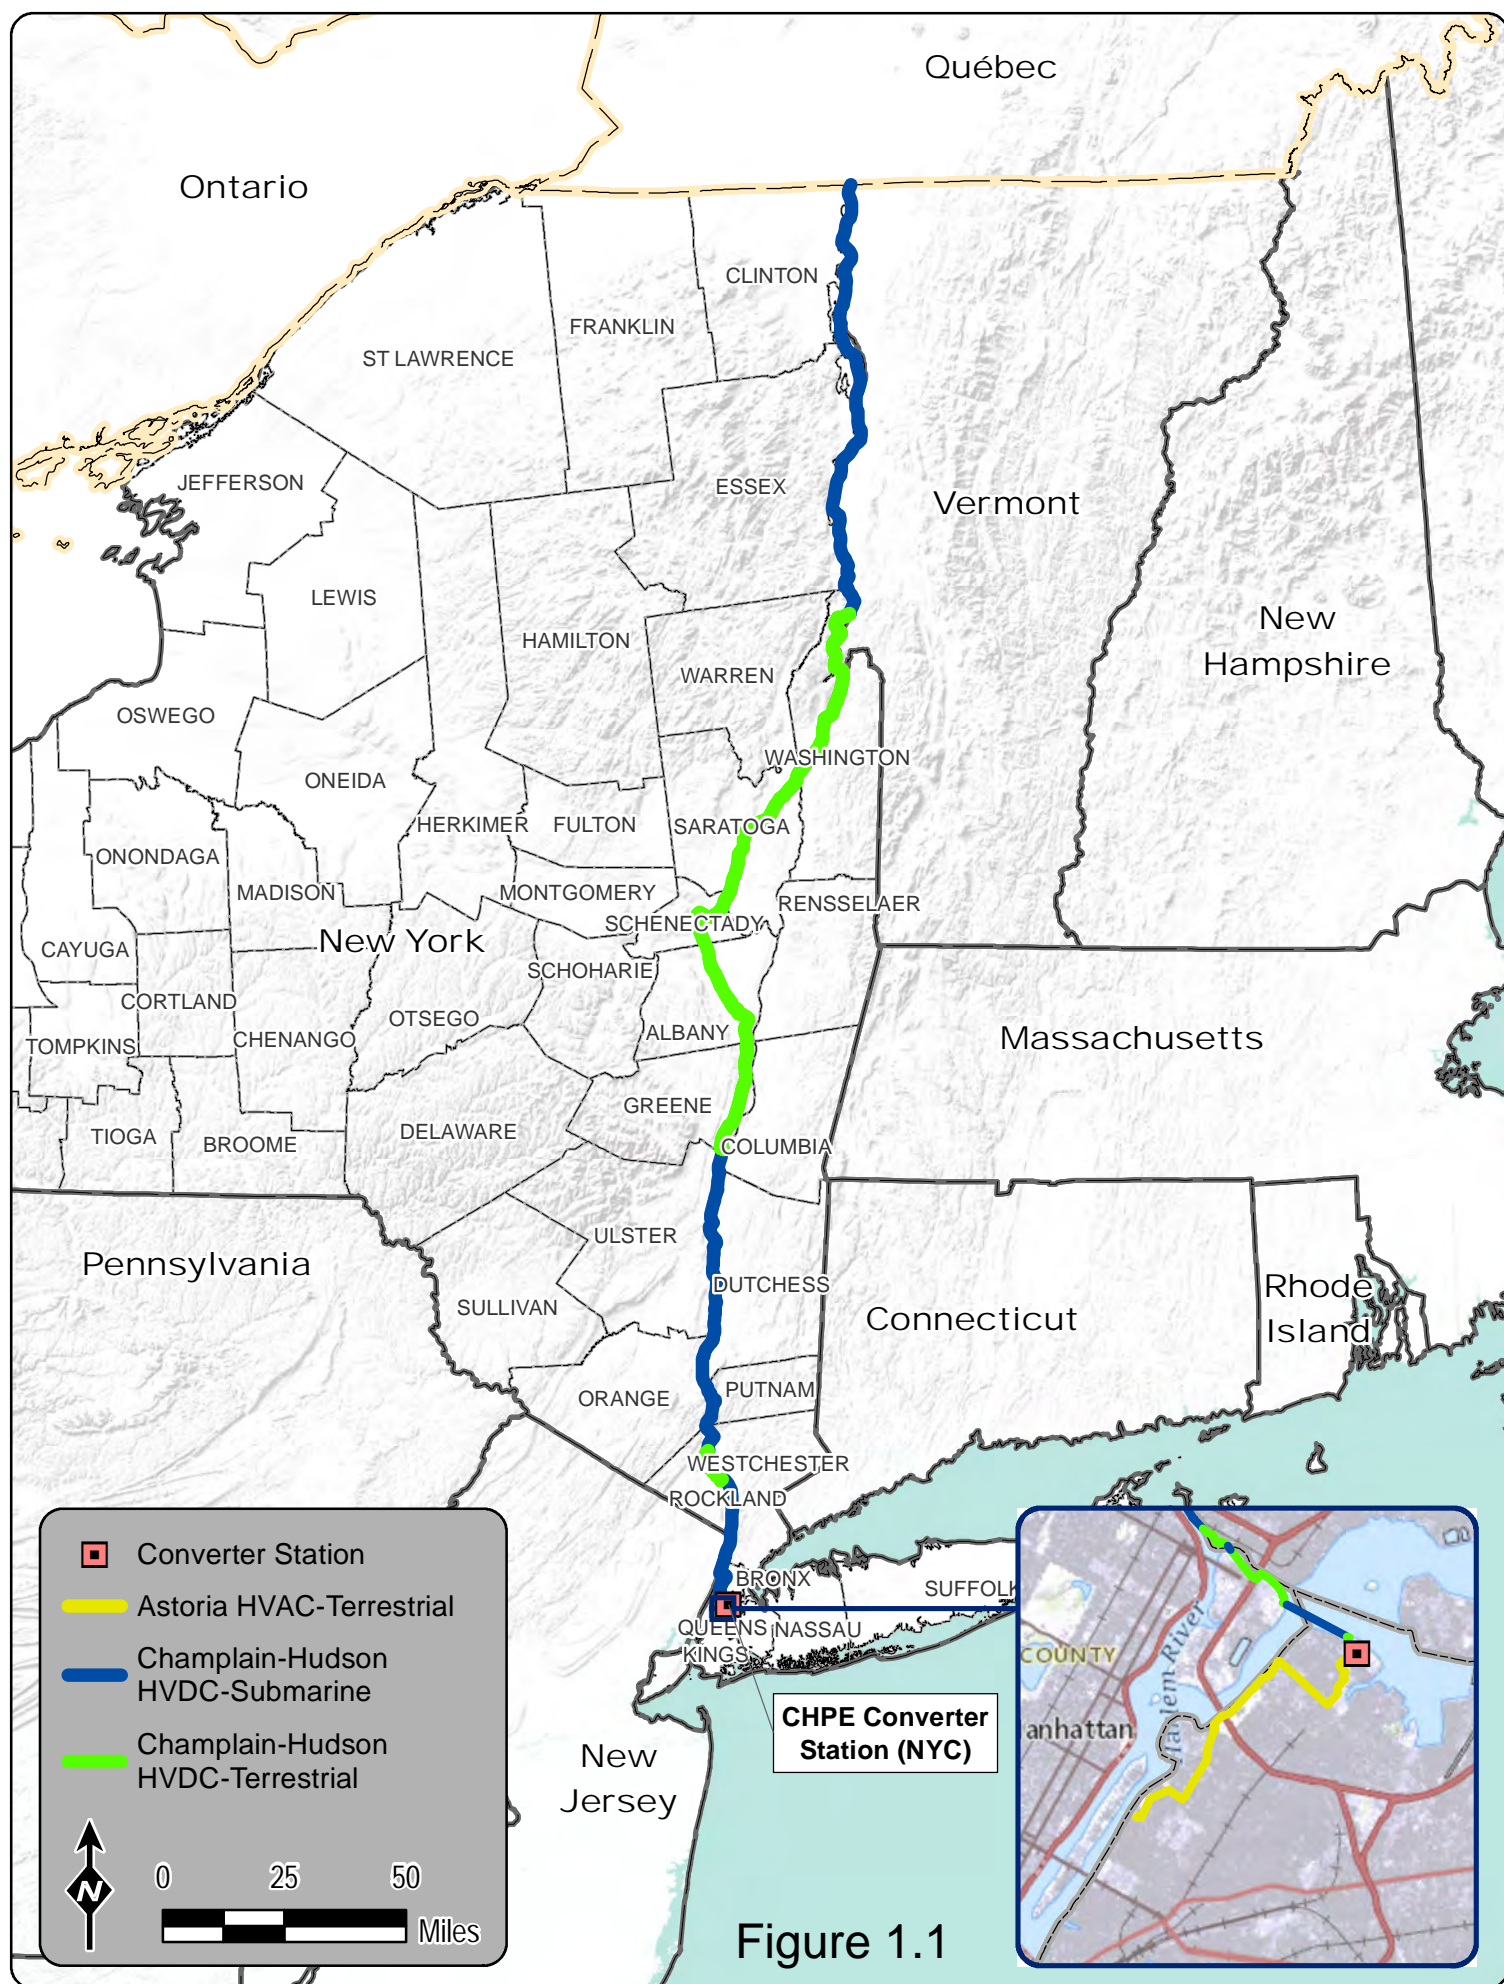 Québec
Ontario
CLINTON
FRANKLIN
ST LAWRENCE
JEFFERSON
ESSEX
Vermont
LEWIS
HAMILTON
New
Hampshire
WARREN
OSWEGO
WASHINGTON
ONEIDA
HERKIMER
FULTON
SARATOGA
ONONDAGA
MADISON
MONTGOMERY
RENSSELAER
SCHENECTADY
New York
CAYUGA
SCHOHARIE
CORTLAND
OTSEGO
CHENANGO
ALBANY
TOMPKINS
Massachusetts
GREENE
TIOGA
BROOME
DELAWARE
COLUMBIA
ULSTER
Pennsylvania
DUTCHESS
SULLIVAN
Connecticut
Rhode
Island
ORANGE
PUTNAM
WESTCHESTER
ROCKLAND
BRONX
SUFFOLK
QUEENS
NASSAU
KINGS
CHPE Converter
Station (NYC)
New
Jersey
Converter Station
Astoria HVAC-Terrestrial
Champlain-Hudson
HVDC-Submarine
Champlain-Hudson
HVDC-Terrestrial
N
0 25 50
Miles
COUNTY
Harlem River
anhattan
Figure 1.1